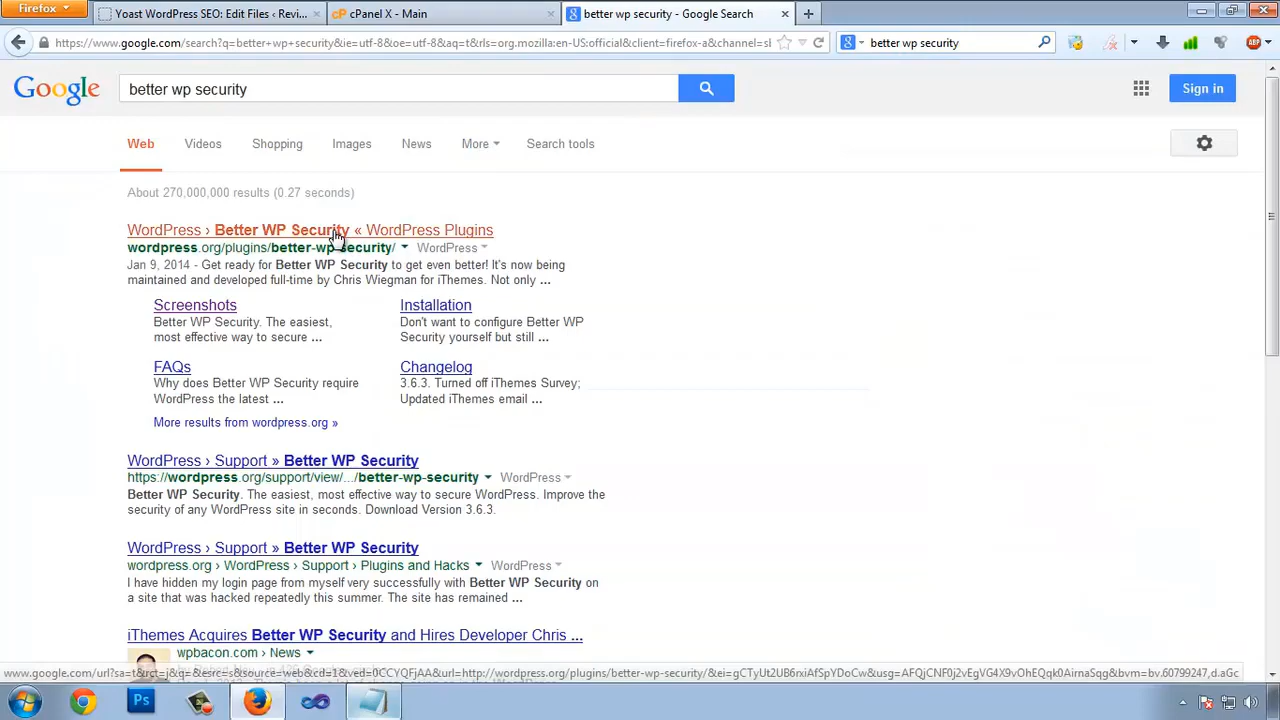 Firefox
Yoast WordPress SEO: Edit Files ‹ Revi...
cPanel X - Main
better wp security - Google Search
https://www.google.com/search?q=better+wp+security&ie=utf-8&oe=utf-8&aq=t&rls=org.mozilla:en-US:official&client=firefox-a&channel=sl
better wp security
Google
better wp security
Sign in
Web
Videos
Shopping
Images
News
More
Search tools
About 270,000,000 results (0.27 seconds)
WordPress › Better WP Security « WordPress Plugins
wordpress.org/plugins/better-wp-security/
WordPress
Jan 9, 2014 - Get ready for Better WP Security to get even better! It's now being
maintained and developed full-time by Chris Wiegman for iThemes. Not only ...
Screenshots
Better WP Security. The easiest,
most effective way to secure ...
Installation
Don't want to configure Better WP
Security yourself but still ...
FAQs
Why does Better WP Security require
WordPress the latest ...
Changelog
3.6.3. Turned off iThemes Survey;
Updated iThemes email ...
More results from wordpress.org »
WordPress › Support » Better WP Security
https://wordpress.org/support/view/.../better-wp-security
WordPress
Better WP Security. The easiest, most effective way to secure WordPress. Improve the
security of any WordPress site in seconds. Download Version 3.6.3.
WordPress › Support » Better WP Security
wordpress.org › WordPress › Support › Plugins and Hacks
WordPress
I have hidden my login page from myself very successfully with Better WP Security on
a site that was hacked repeatedly this summer. The site has remained ...
iThemes Acquires Better WP Security and Hires Developer Chris ...
wpbacon.com › News
Ps